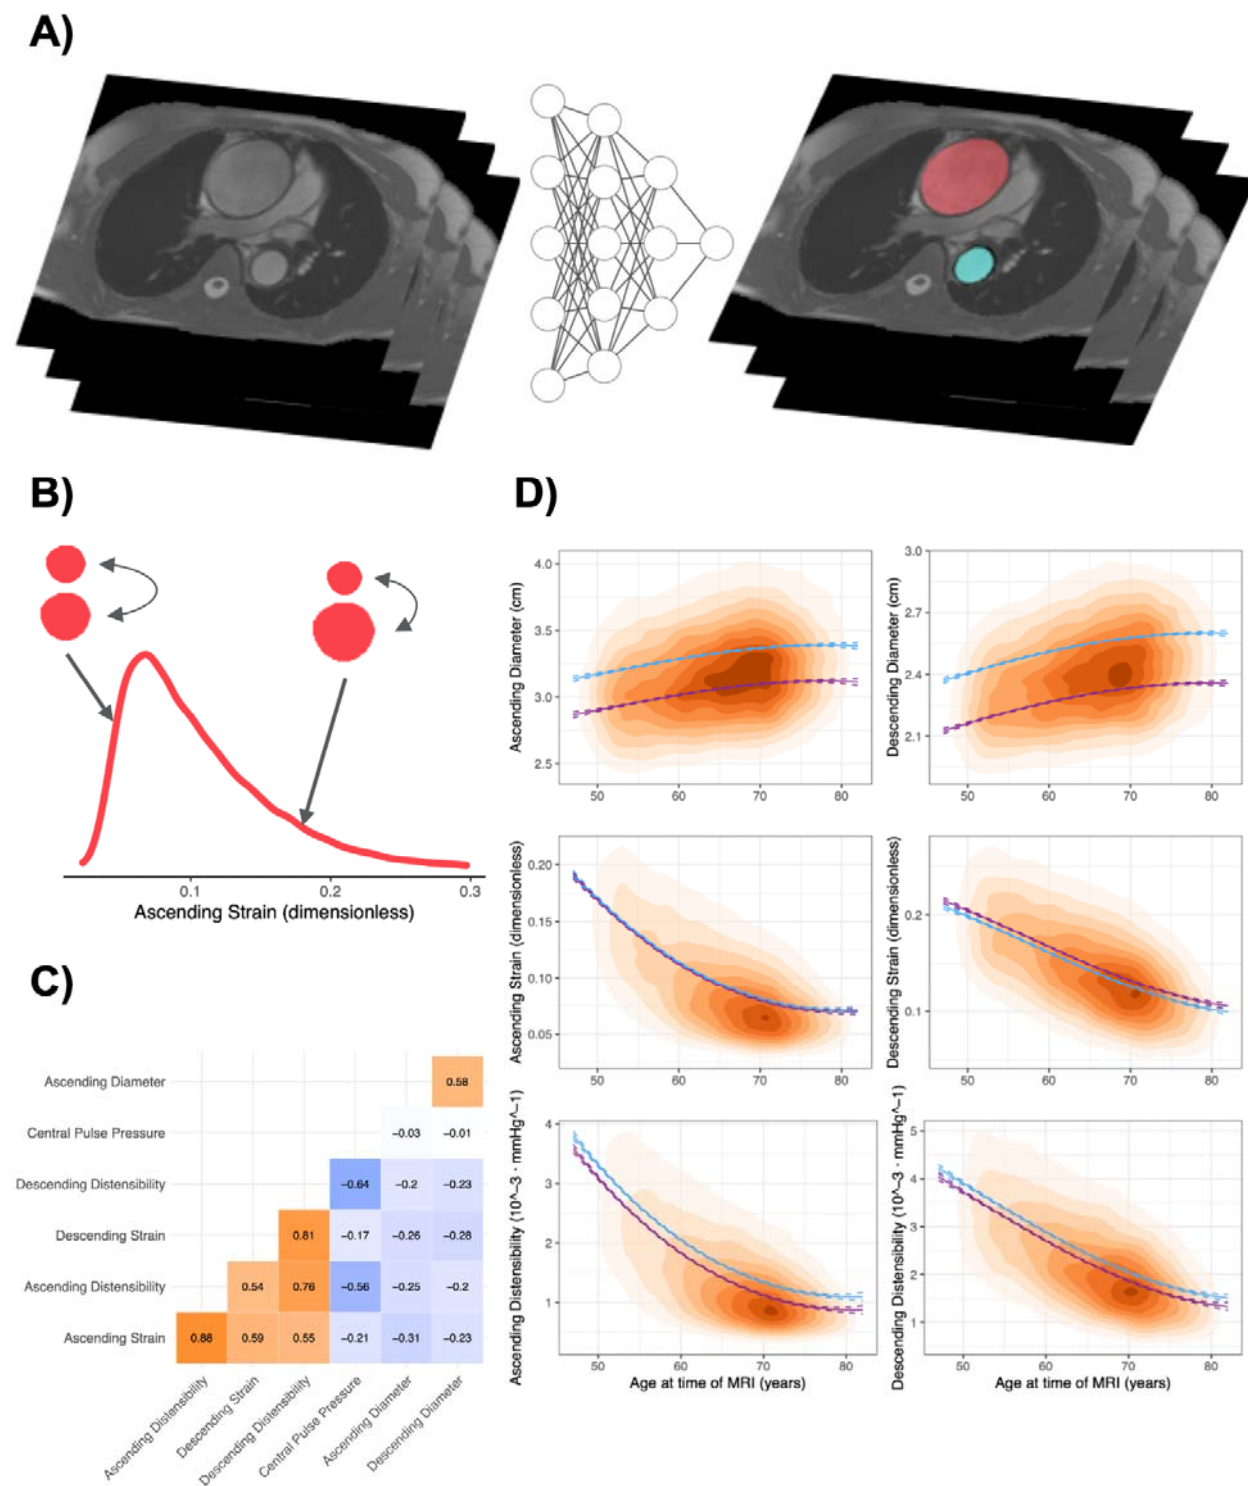 A)
B)
0.1
0.2
0.3
Ascending Strain (dimensionless)
C)
Ascending Diameter
0.58
Central Pulse Pressure
−0.03
−0.01
Descending Distensibility
−0.64
−0.2
−0.23
Descending Strain
0.81
−0.17
−0.26
−0.28
Ascending Distensibility
0.54
0.76
−0.56
−0.25
−0.2
Ascending Strain
0.88
0.59
0.55
−0.21
−0.31
−0.23
Ascending Distensibility
Descending Strain
Descending Distensibility
Central Pulse Pressure
Ascending Diameter
Descending Diameter
D)
Ascending Diameter (cm)
4.0
3.5
3.0
2.5
50
60
70
80
Descending Diameter (cm)
3.0
2.7
2.4
2.1
50
60
70
80
Ascending Strain (dimensionless)
0.20
0.15
0.10
0.05
50
60
70
80
Descending Strain (dimensionless)
0.2
0.1
50
60
70
80
Ascending Distensibility (10^−3 · mmHg^−1)
4
3
2
1
50
60
70
80
Age at time of MRI (years)
Descending Distensibility (10^−3 · mmHg^−1)
5
4
3
2
1
50
60
70
80
Age at time of MRI (years)